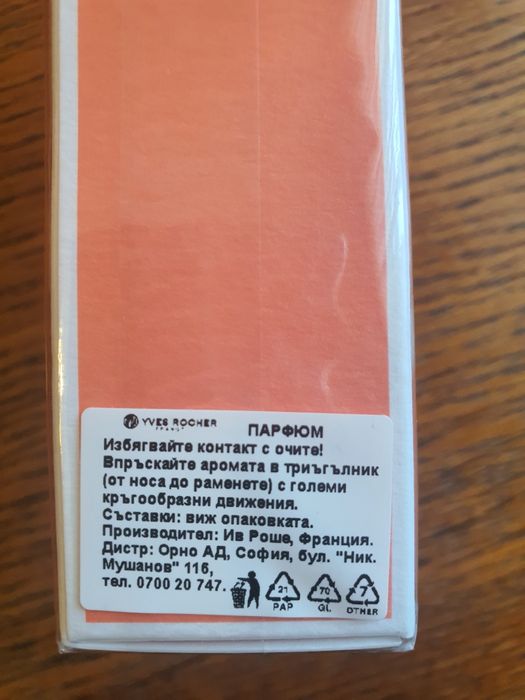 YVES ROCHER
FRANCE
ПАРФЮМ
Избягвайте контакт с очите!
Впръскайте аромата в триъгълник
(от носа до раменете) с големи
кръгообразни движения.
Съставки: виж опаковката.
Производител: Ив Роше, Франция.
Дистр: Орно АД, София, бул. "Ник.
Мушанов" 116,
тел. 0700 20 747.
21
PAP
70
GL
7
OTHER